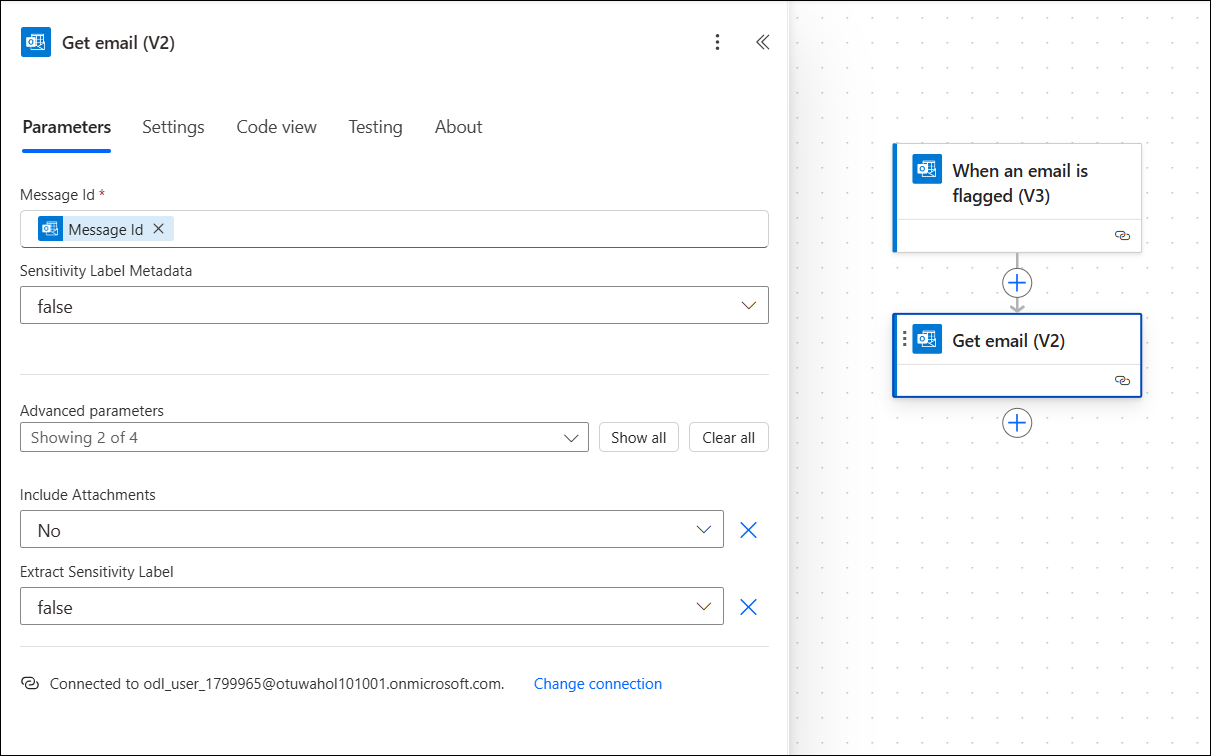 Get email (V2)
Parameters Settings Code view Testing About
Message Id *
Message Id
Sensitivity Label Metadata
false
Advanced parameters
Showing 2 of 4 Show all Clear all
Include Attachments
No
Extract Sensitivity Label
false
Connected to odl_user_1799965@otuwahol101001.onmicrosoft.com. Change connection
When an email is
flagged (V3)
Get email (V2)